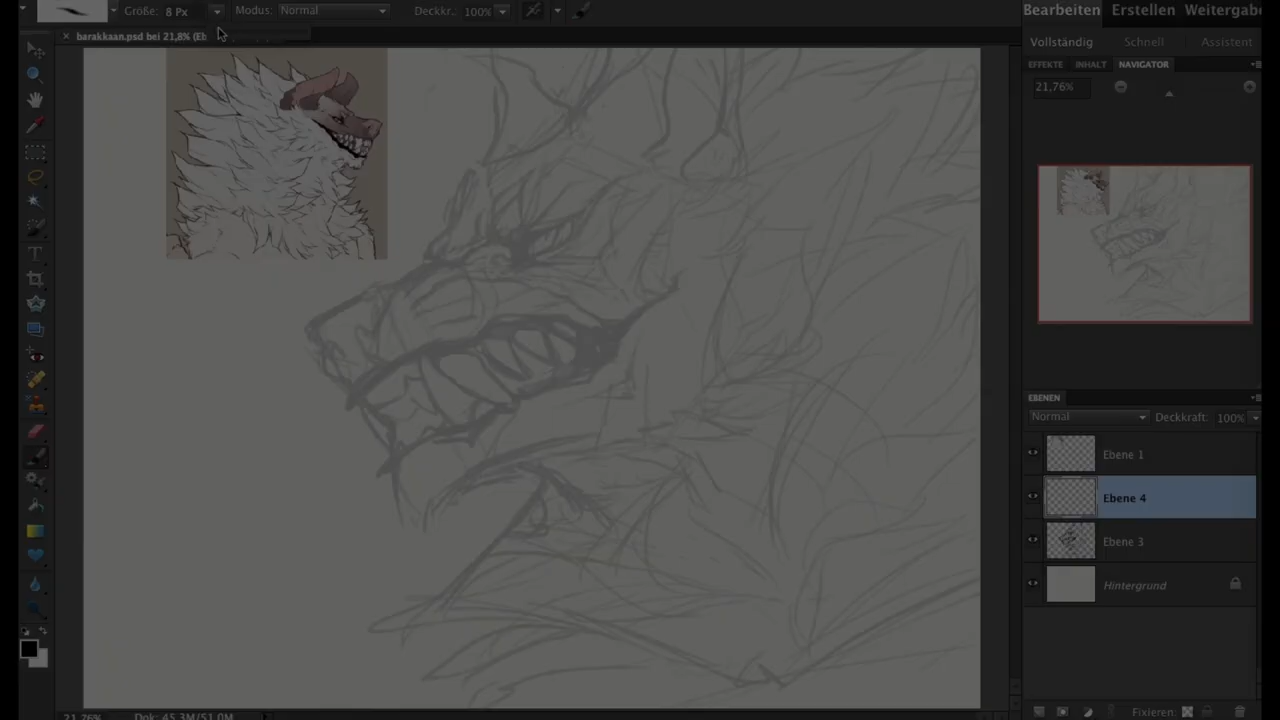 Größe: 8 Px Modus: Normal Deckkr.: 100%
Bearbeiten Erstellen Weitergabe
barakkaan.psd bei 21,8% (Eb
Vollständig Schnell Assistent
EFFEKTE INHALT NAVIGATOR
21,76%
EBENEN
Normal Deckkraft: 100%
Ebene 1
Ebene 4
Ebene 3
Hintergrund
Fixieren:
21,76% Dok: 45,3M/51,0M